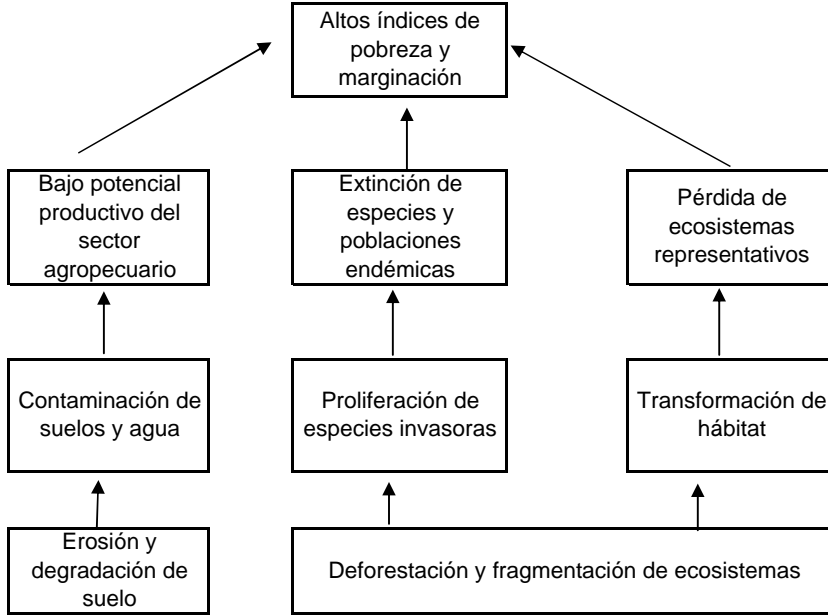 Altos índices de
pobreza y
marginación
Bajo potencial
productivo del
sector
agropecuario
Extinción de
especies y
poblaciones
endémicas
Pérdida de
ecosistemas
representativos
Contaminación de
suelos y agua
Proliferación de
especies invasoras
Transformación de
hábitat
Erosión y
degradación de
suelo
Deforestación y fragmentación de ecosistemas